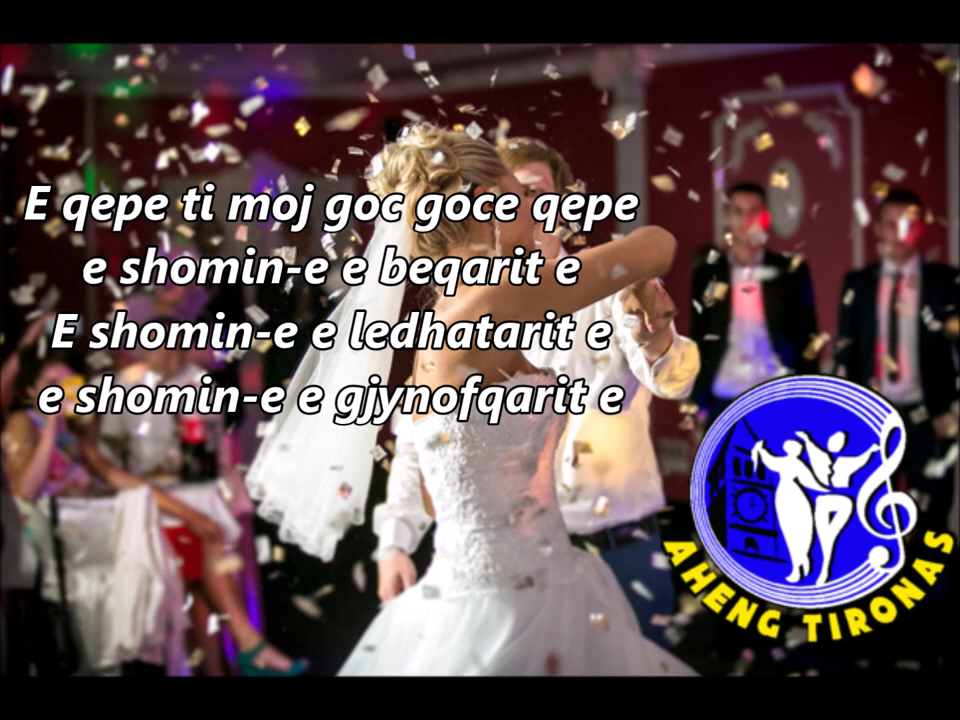 E qepe ti moj goc goce qepe
e shomin-e e beqarit e
E shomin-e e ledhatarit e
e shomin-e e gjynofqarit e
AHENG TIRONAS